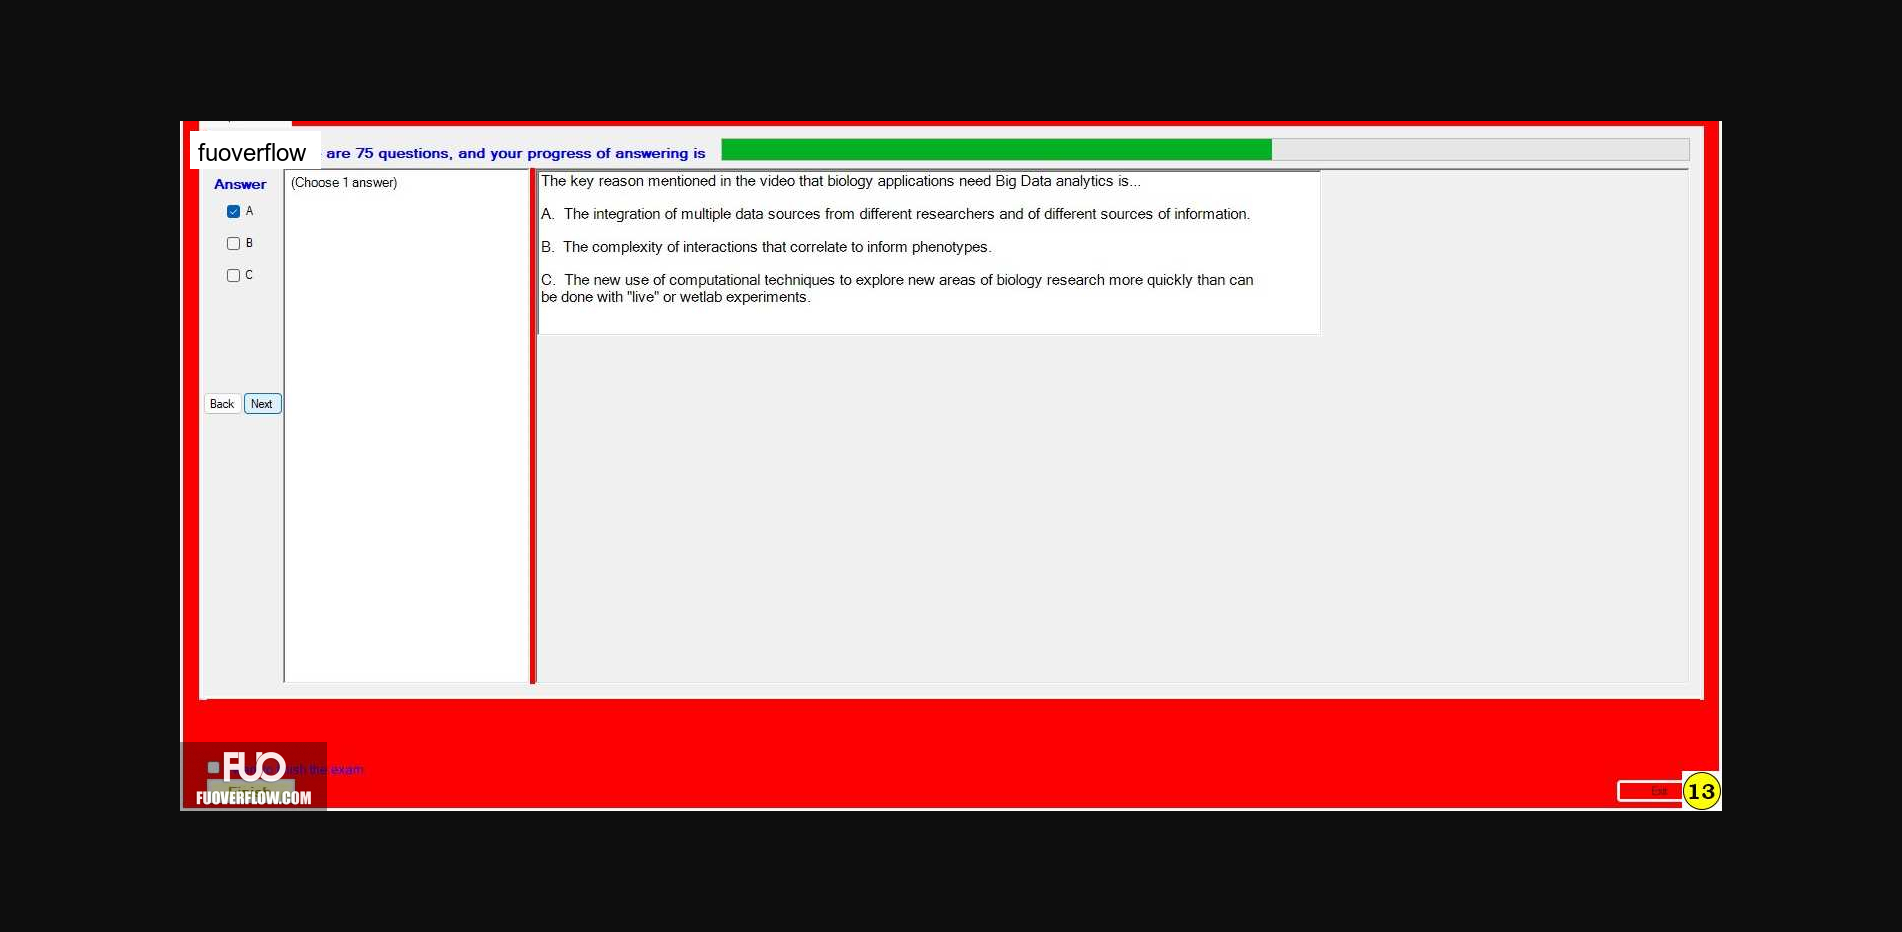 fuoverflow are 75 questions, and your progress of answering is
Answer
(Choose 1 answer)
A
B
C
Back Next
The key reason mentioned in the video that biology applications need Big Data analytics is...
A. The integration of multiple data sources from different researchers and of different sources of information.
B. The complexity of interactions that correlate to inform phenotypes.
C. The new use of computational techniques to explore new areas of biology research more quickly than can
be done with "live" or wetlab experiments.
FUO
the exam
Finish
FUOVERFLOW.COM
Exit
13